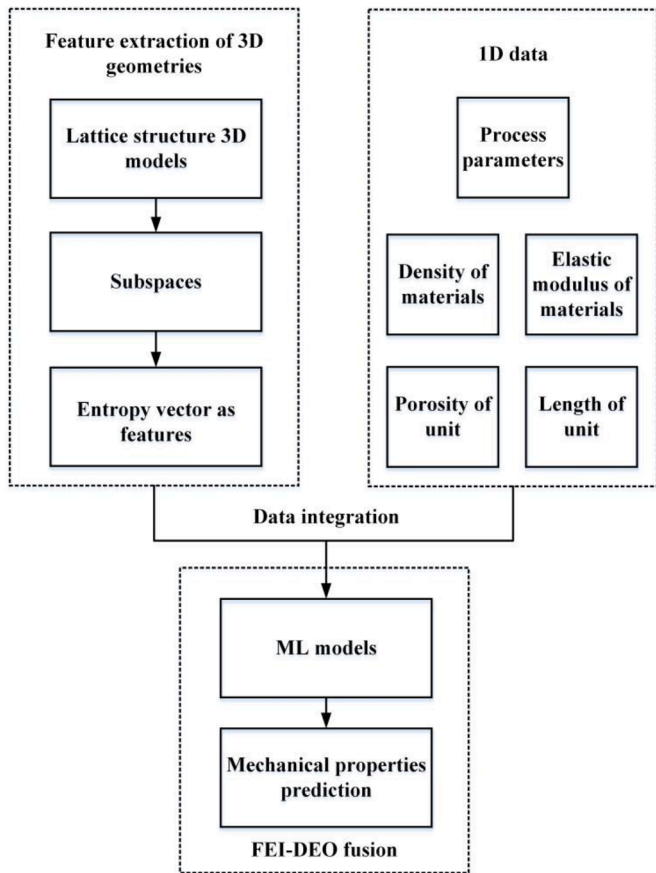 Feature extraction of 3D
geometries
Lattice structure 3D
models
Subspaces
Entropy vector as
features
1D data
Process
parameters
Density of
materials
Elastic
modulus of
materials
Porosity of
unit
Length of
unit
Data integration
ML models
Mechanical properties
prediction
FEI-DEO fusion